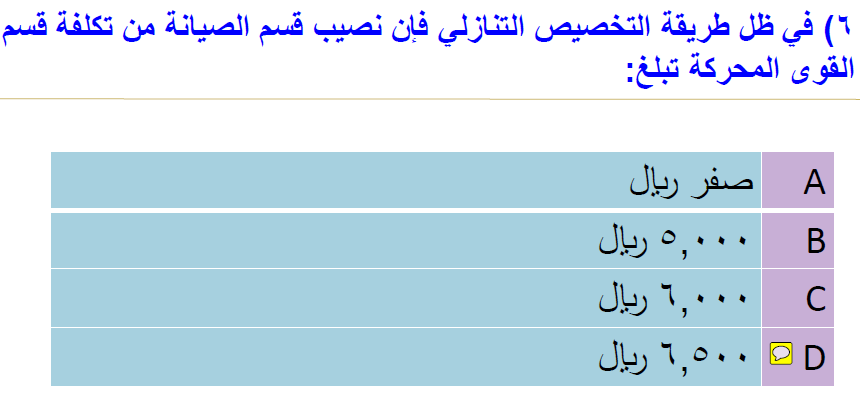 ٦) في ظل طريقة التخصيص التنازلي فإن نصيب قسم الصيانة من تكلفة قسم
القوى المحركة تبلغ:
A صفر ريال
B ٥,٠٠٠ ريال
C ٦,٠٠٠ ريال
D ٦,٥٠٠ ريال